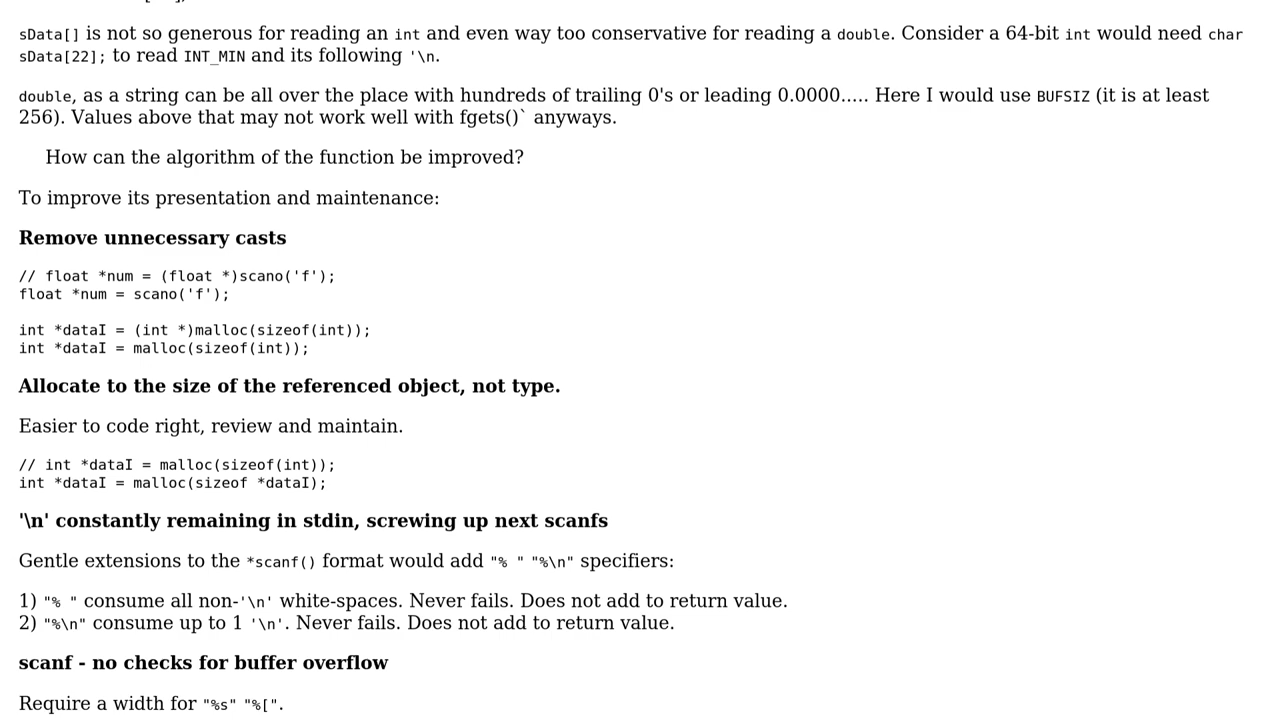 sData[] is not so generous for reading an int and even way too conservative for reading a double. Consider a 64-bit int would need char
sData[22]; to read INT_MIN and its following '\n.
double, as a string can be all over the place with hundreds of trailing 0's or leading 0.0000..... Here I would use BUFSIZ (it is at least
256). Values above that may not work well with fgets()` anyways.
How can the algorithm of the function be improved?
To improve its presentation and maintenance:
Remove unnecessary casts
// float *num = (float *)scano('f');
float *num = scano('f');
int *dataI = (int *)malloc(sizeof(int));
int *dataI = malloc(sizeof(int));
Allocate to the size of the referenced object, not type.
Easier to code right, review and maintain.
// int *dataI = malloc(sizeof(int));
int *dataI = malloc(sizeof *dataI);
'\n' constantly remaining in stdin, screwing up next scanfs
Gentle extensions to the *scanf() format would add "% " "%\n" specifiers:
1) "% " consume all non-'\n' white-spaces. Never fails. Does not add to return value.
2) "%\n" consume up to 1 '\n'. Never fails. Does not add to return value.
scanf - no checks for buffer overflow
Require a width for "%s" "%[".